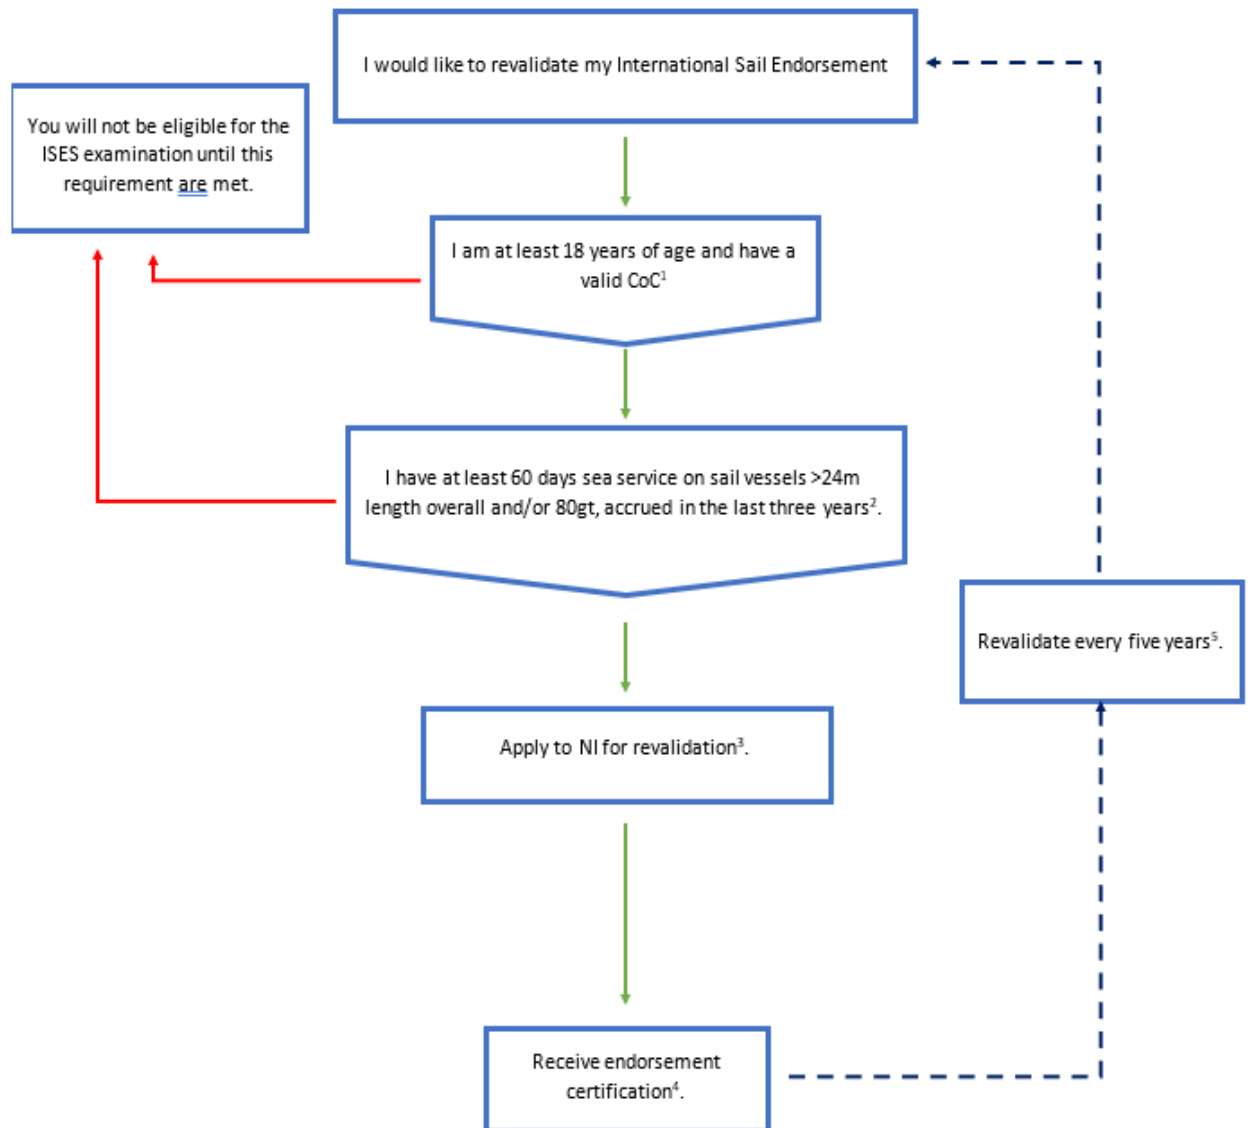 I would like to revalidate my International Sail Endorsement
You will not be eligible for the
ISES examination until this
requirement are met.
I am at least 18 years of age and have a
valid CoC¹
I have at least 60 days sea service on sail vessels >24m
length overall and/or 80gt, accrued in the last three years².
Revalidate every five years⁵.
Apply to NI for revalidation³.
Receive endorsement
certification⁴.